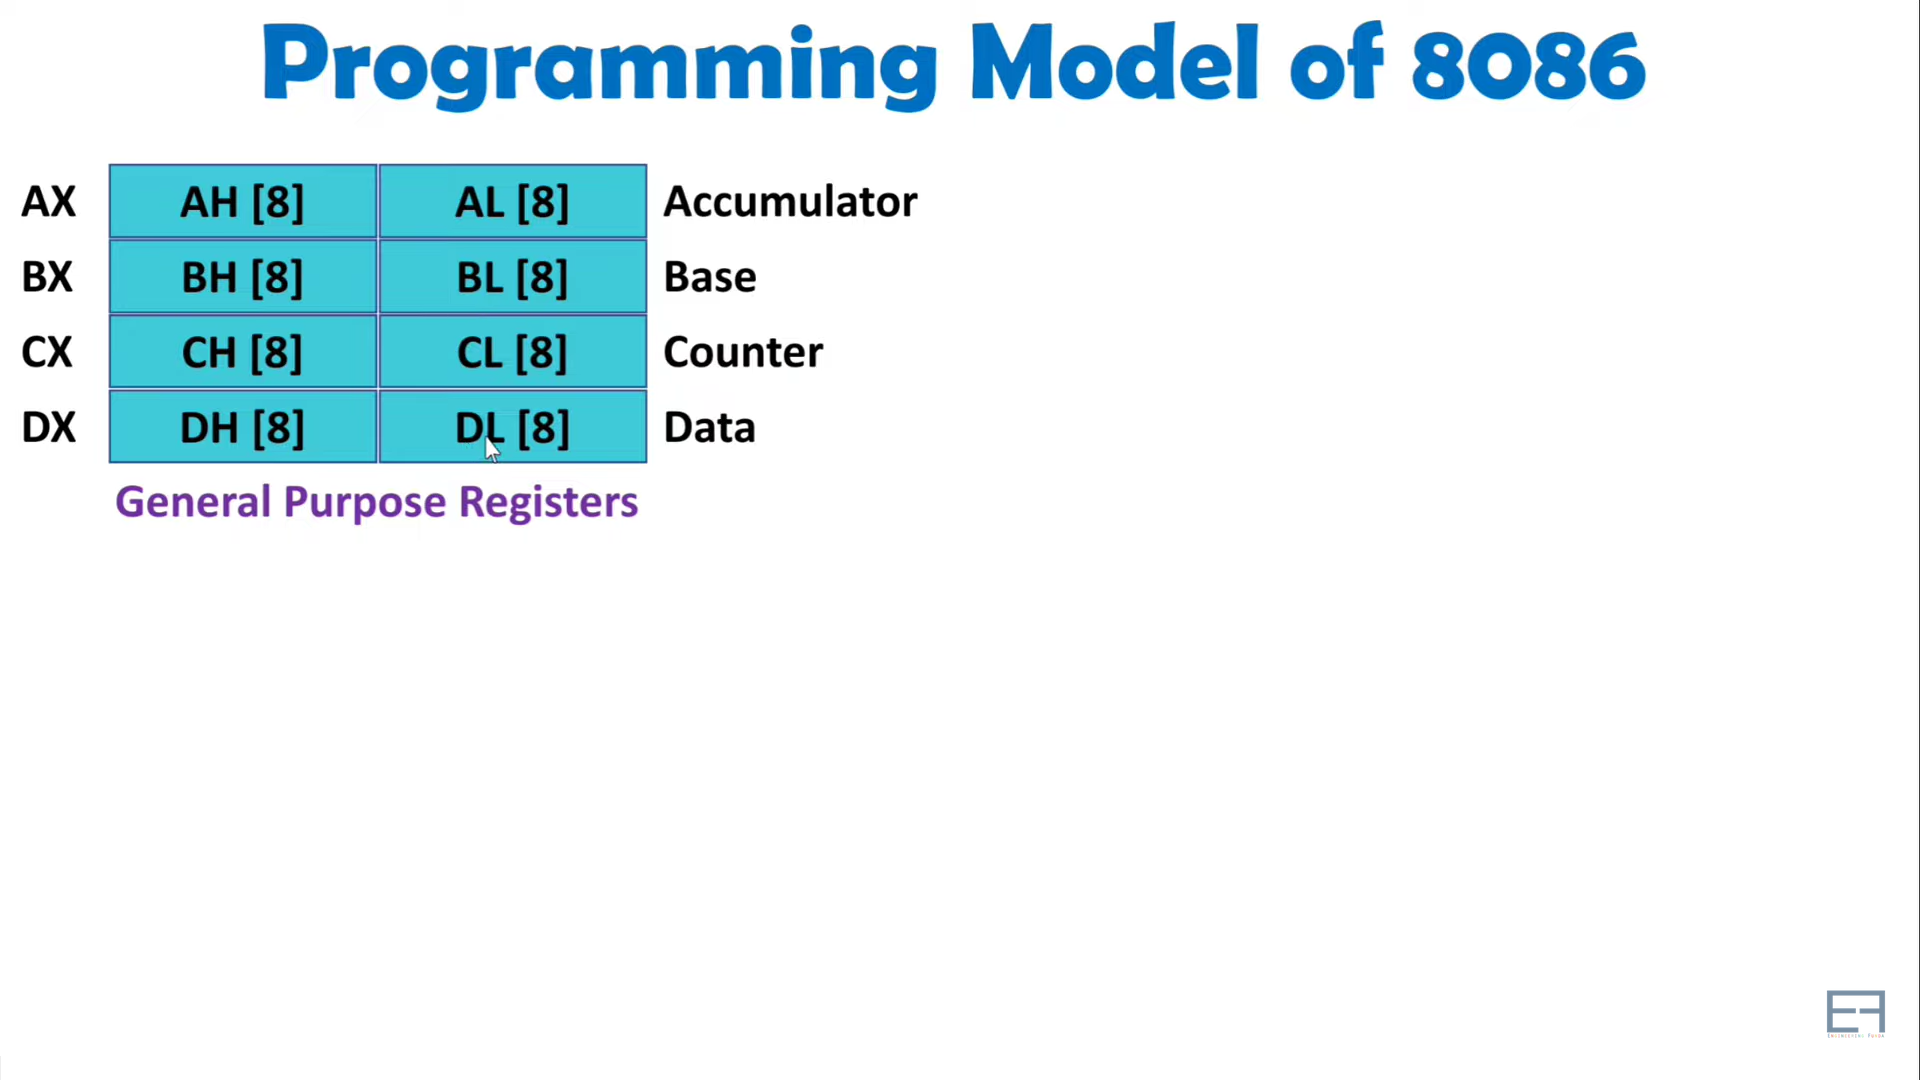 Programming Model of 8086
AX AH [8] AL [8] Accumulator
BX BH [8] BL [8] Base
CX CH [8] CL [8] Counter
DX DH [8] DL [8] Data
General Purpose Registers
EF